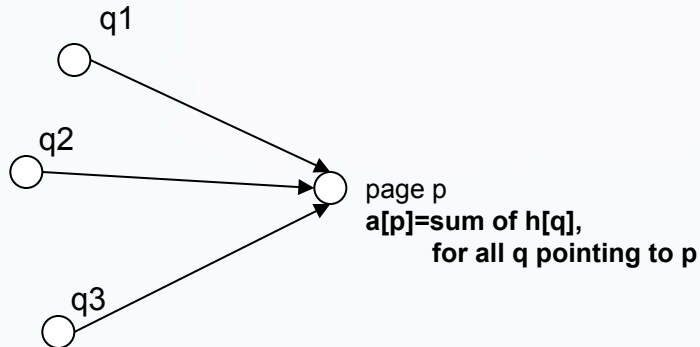 q1
q2
page p
a[p]=sum of h[q],
for all q pointing to p
q3